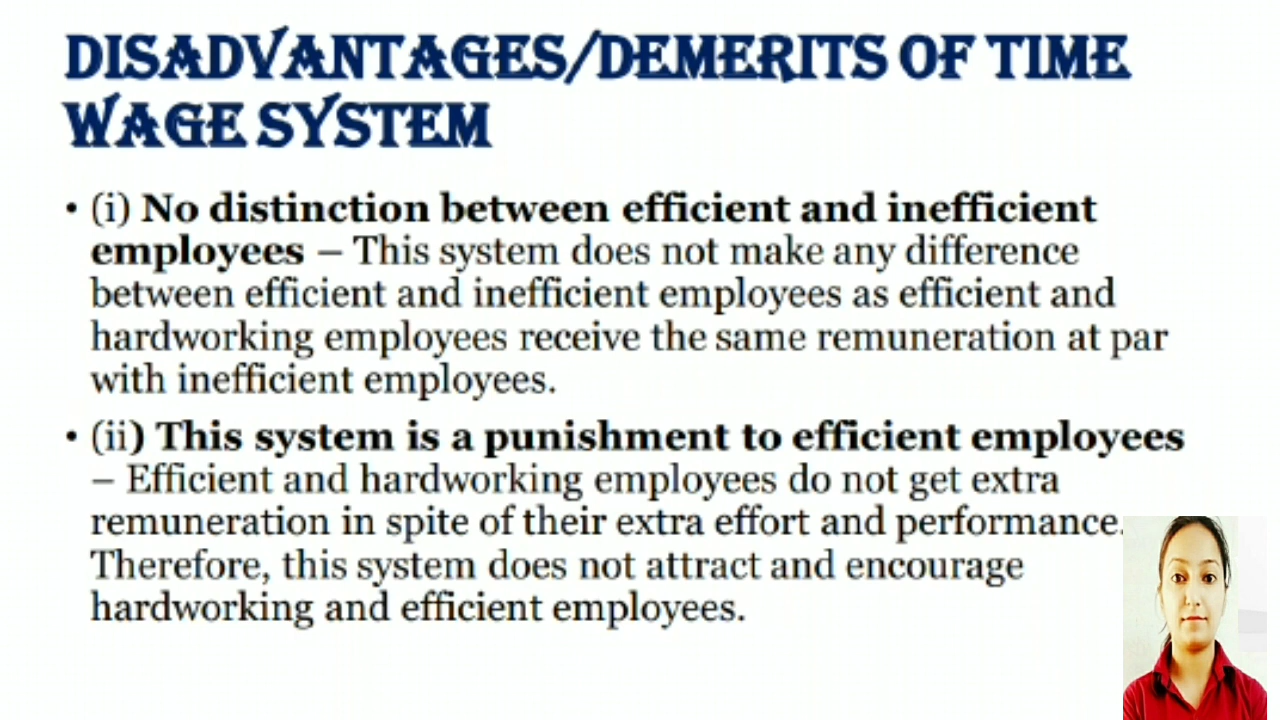 DISADVANTAGES/DEMERITS OF TIME
WAGE SYSTEM
• (i) No distinction between efficient and inefficient
employees – This system does not make any difference
between efficient and inefficient employees as efficient and
hardworking employees receive the same remuneration at par
with inefficient employees.
• (ii) This system is a punishment to efficient employees
– Efficient and hardworking employees do not get extra
remuneration in spite of their extra effort and performance.
Therefore, this system does not attract and encourage
hardworking and efficient employees.